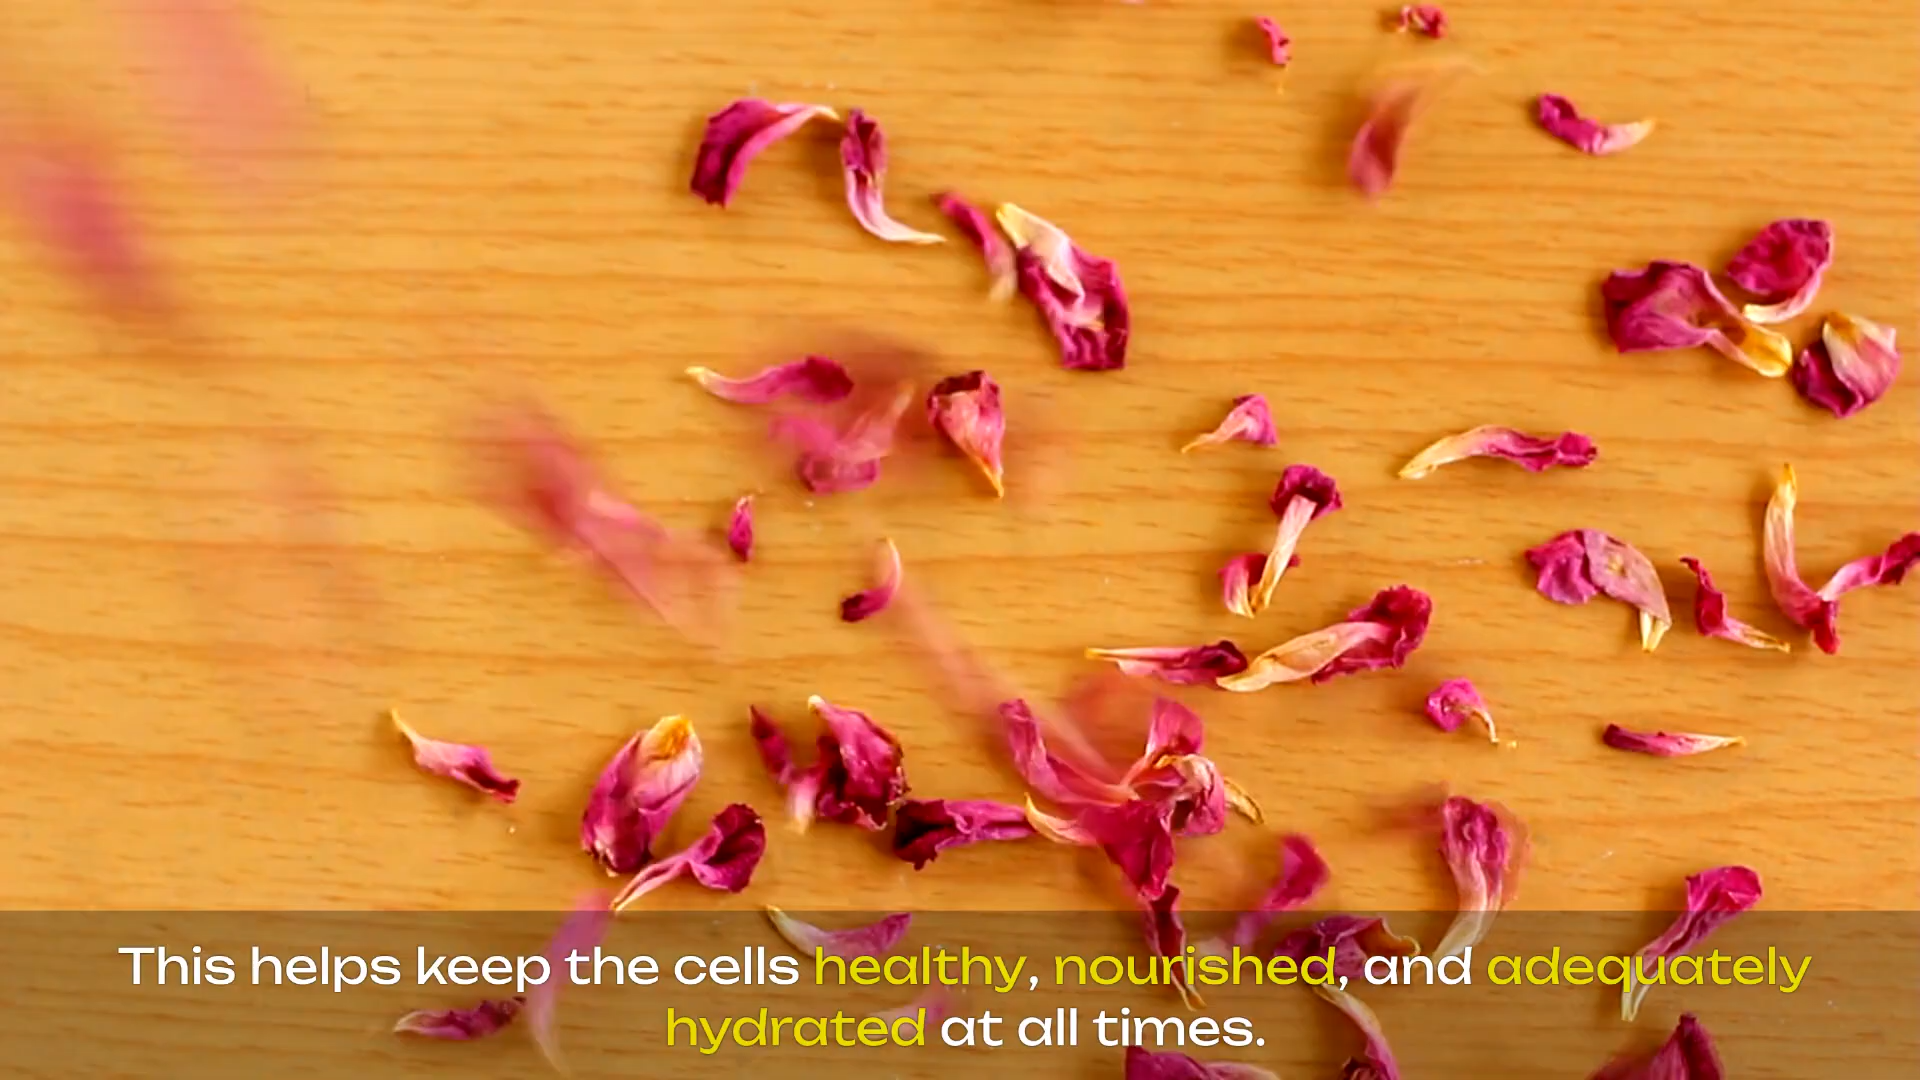 This helps keep the cells healthy, nourished, and adequately
hydrated at all times.